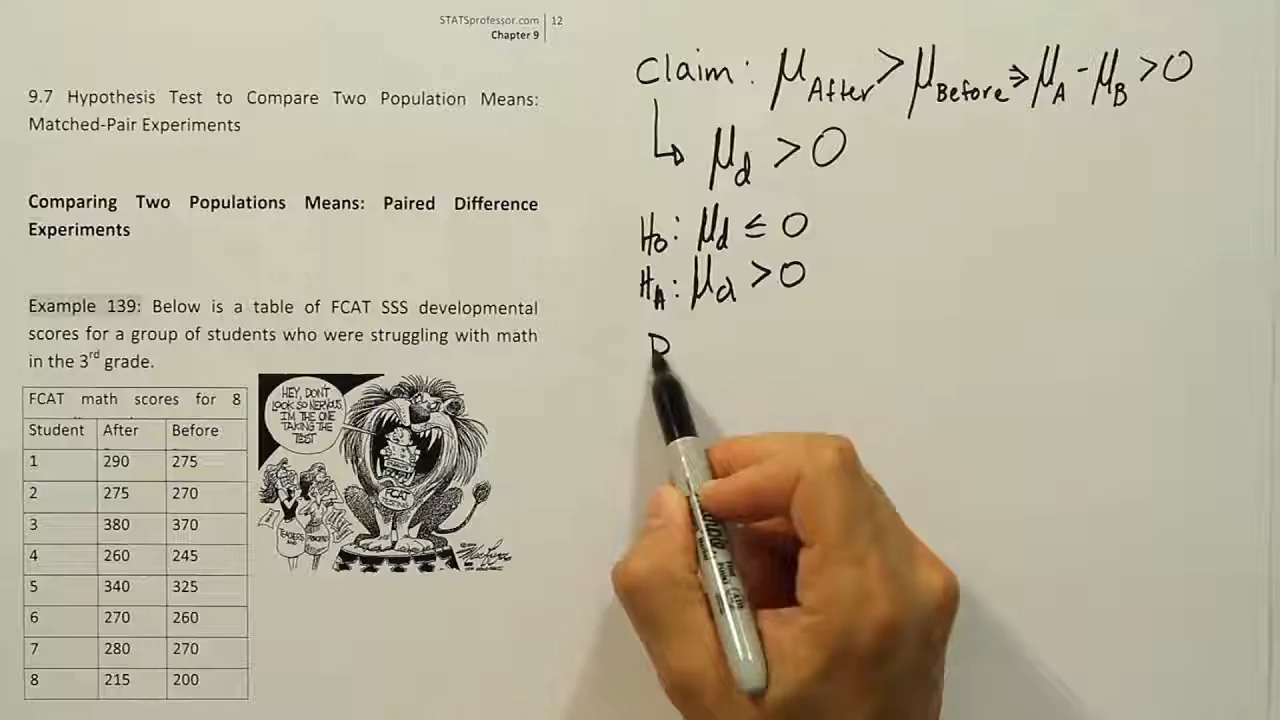 STATSprofessor.com 12
Chapter 9
9.7 Hypothesis Test to Compare Two Population Means:
Matched-Pair Experiments
Comparing Two Populations Means: Paired Difference
Experiments
Example 139: Below is a table of FCAT SSS developmental
scores for a group of students who were struggling with math
in the 3rd grade.
FCAT math scores for 8
Student After Before
1 290 275
2 275 270
3 380 370
4 260 245
5 340 325
6 270 260
7 280 270
8 215 200
HEY, DON'T
LOOK SO NERVOUS,
I'M THE ONE
TAKING THE
TEST
FCAT
Claim: μAfter > μBefore ⇒ μA - μB > 0
↳ μd > 0
H0: μd ≤ 0
HA: μd > 0